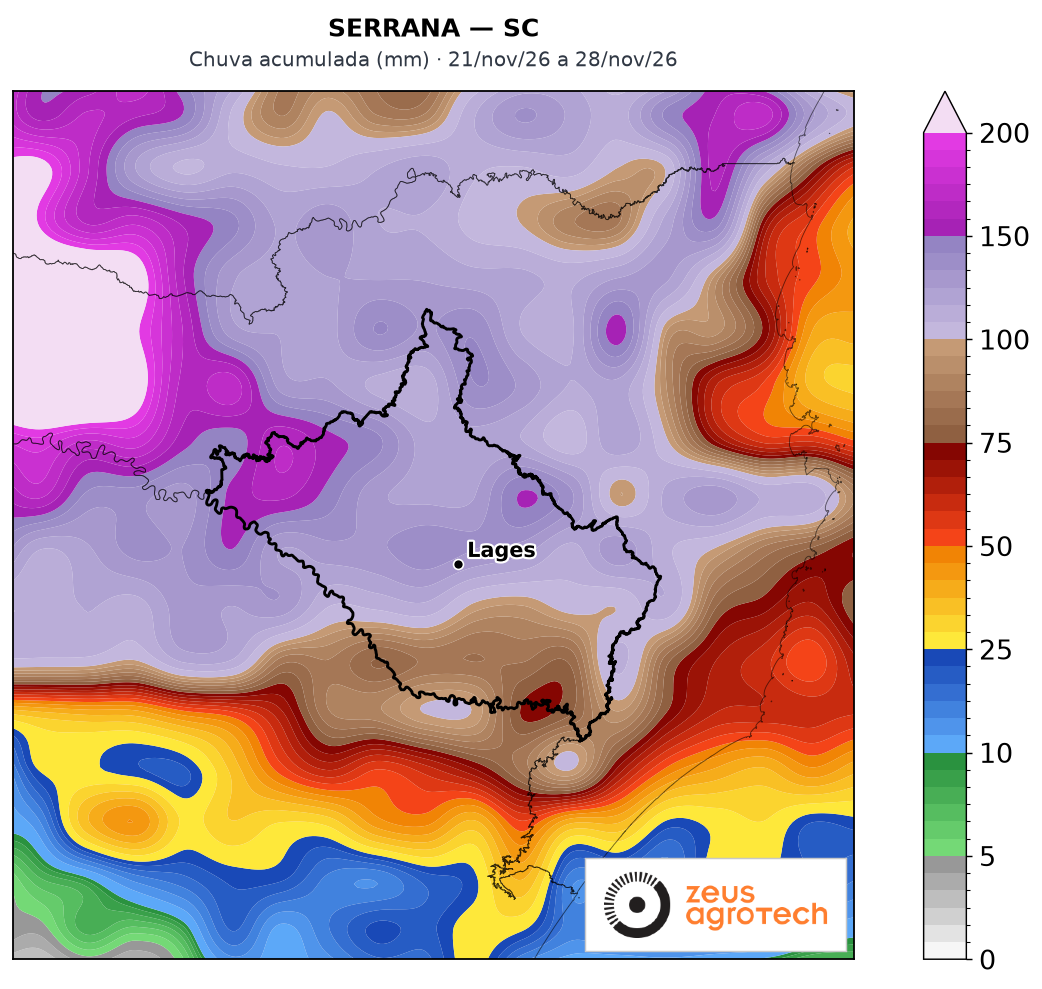 SERRANA — SC
Chuva acumulada (mm) · 21/nov/26 a 28/nov/26
200
150
100
75
50
25
10
5
0
Lages
zeus
agrotech